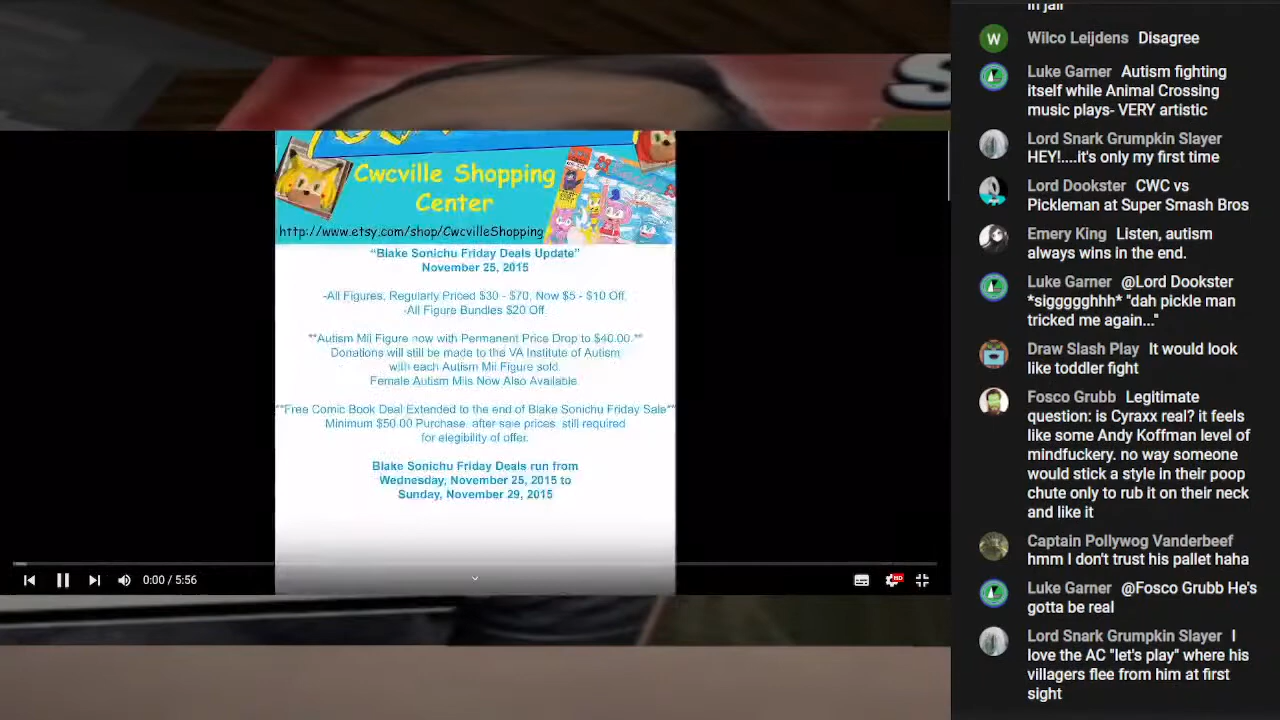 Cwcville Shopping
Center
http://www.etsy.com/shop/CwcvilleShopping
“Blake Sonichu Friday Deals Update”
November 25, 2015
-All Figures, Regularly Priced $30 - $70, Now $5 - $10 Off.
-All Figure Bundles $20 Off.
**Autism Mil Figure now with Permanent Price Drop to $40.00.**
Donations will still be made to the VA Institute of Autism
with each Autism Mil Figure sold.
Female Autism Miis Now Also Available.
**Free Comic Book Deal Extended to the end of Blake Sonichu Friday Sale**
Minimum $50.00 Purchase, after sale prices, still required
for elegibility of offer.
Blake Sonichu Friday Deals run from
Wednesday, November 25, 2015 to
Sunday, November 29, 2015
0:00 / 5:56
HD
in jail
W
Wilco Leijdens Disagree
Luke Garner Autism fighting
itself while Animal Crossing
music plays- VERY artistic
Lord Snark Grumpkin Slayer
HEY!....it's only my first time
Lord Dookster CWC vs
Pickleman at Super Smash Bros
Emery King Listen, autism
always wins in the end.
Luke Garner @Lord Dookster
*siggggghhh* "dah pickle man
tricked me again..."
Draw Slash Play It would look
like toddler fight
Fosco Grubb Legitimate
question: is Cyraxx real? it feels
like some Andy Koffman level of
mindfuckery. no way someone
would stick a style in their poop
chute only to rub it on their neck
and like it
Captain Pollywog Vanderbeef
hmm I don't trust his pallet haha
Luke Garner @Fosco Grubb He's
gotta be real
Lord Snark Grumpkin Slayer I
love the AC "let's play" where his
villagers flee from him at first
sight